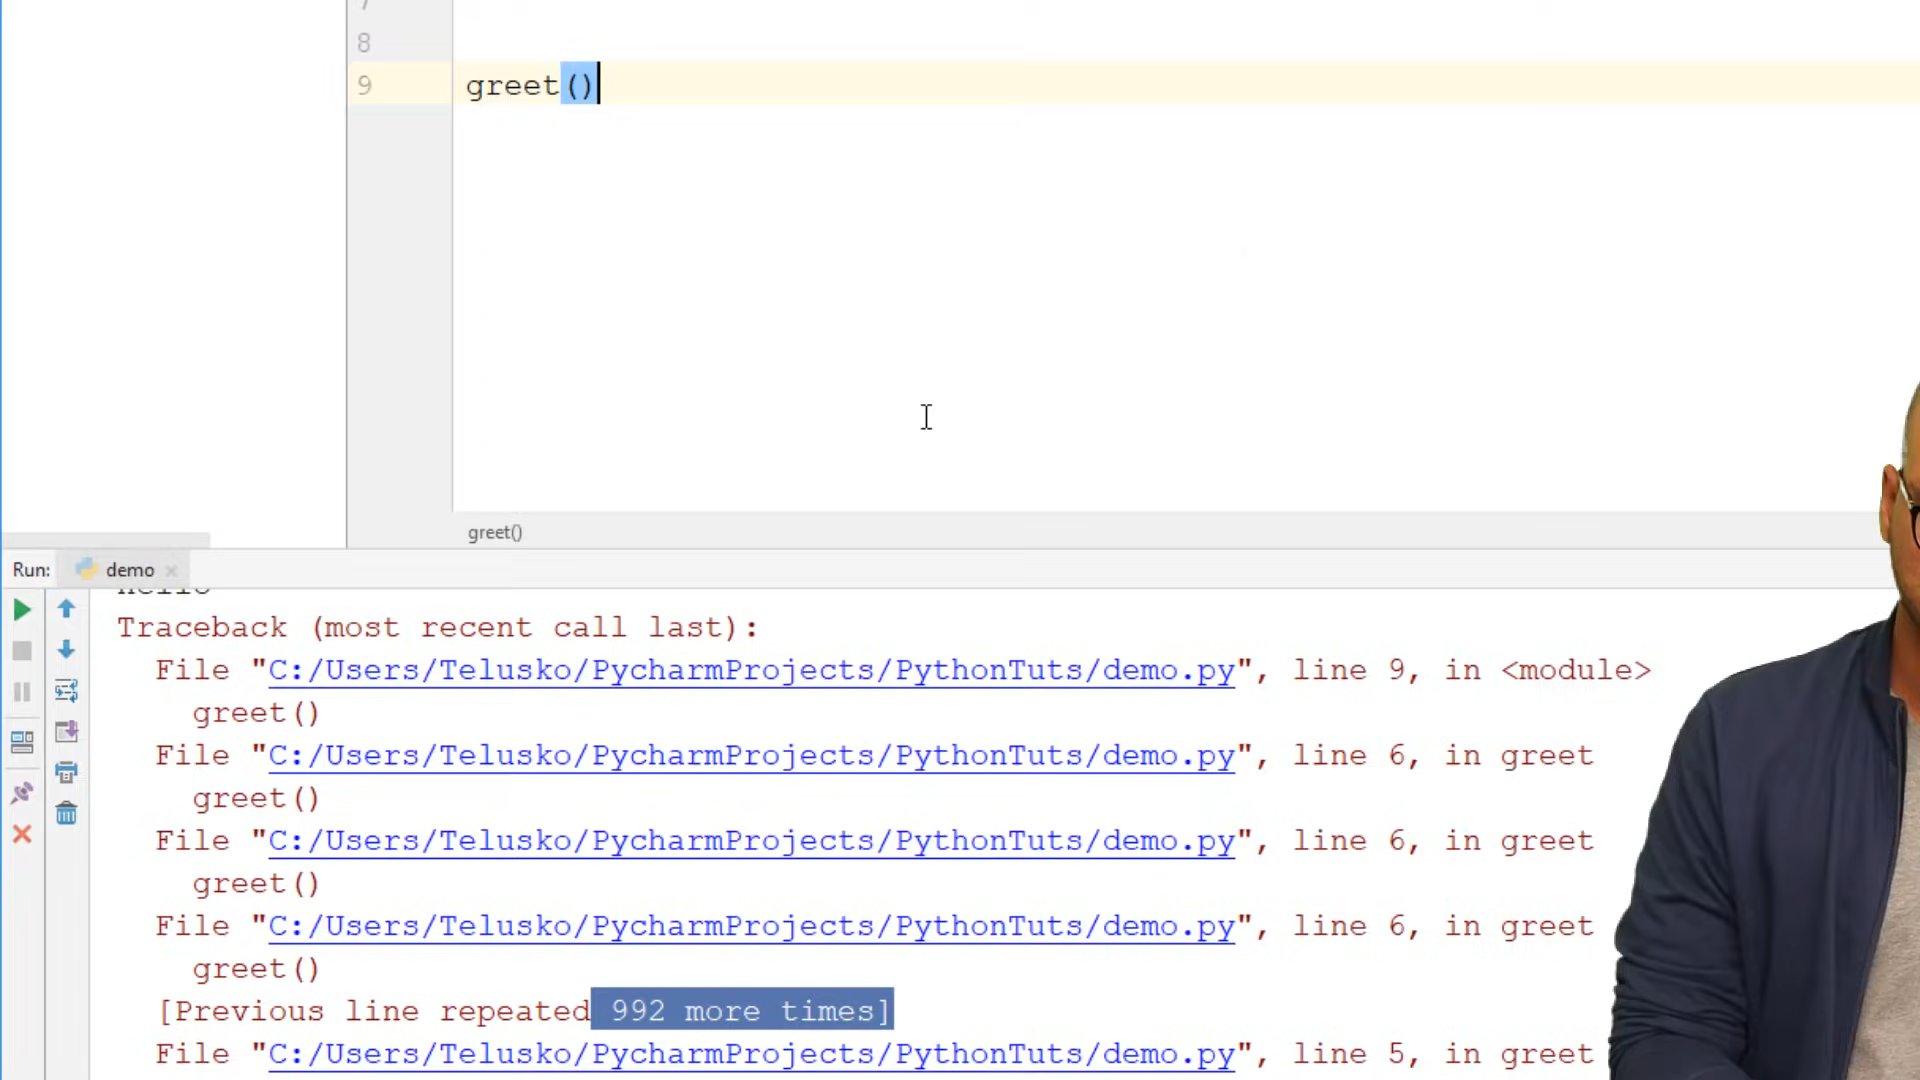 7
8
9 greet()
greet()
Run: demo
Hello
Traceback (most recent call last):
File "C:/Users/Telusko/PycharmProjects/PythonTuts/demo.py", line 9, in <module>
greet()
File "C:/Users/Telusko/PycharmProjects/PythonTuts/demo.py", line 6, in greet
greet()
File "C:/Users/Telusko/PycharmProjects/PythonTuts/demo.py", line 6, in greet
greet()
File "C:/Users/Telusko/PycharmProjects/PythonTuts/demo.py", line 6, in greet
greet()
[Previous line repeated 992 more times]
File "C:/Users/Telusko/PycharmProjects/PythonTuts/demo.py", line 5, in greet